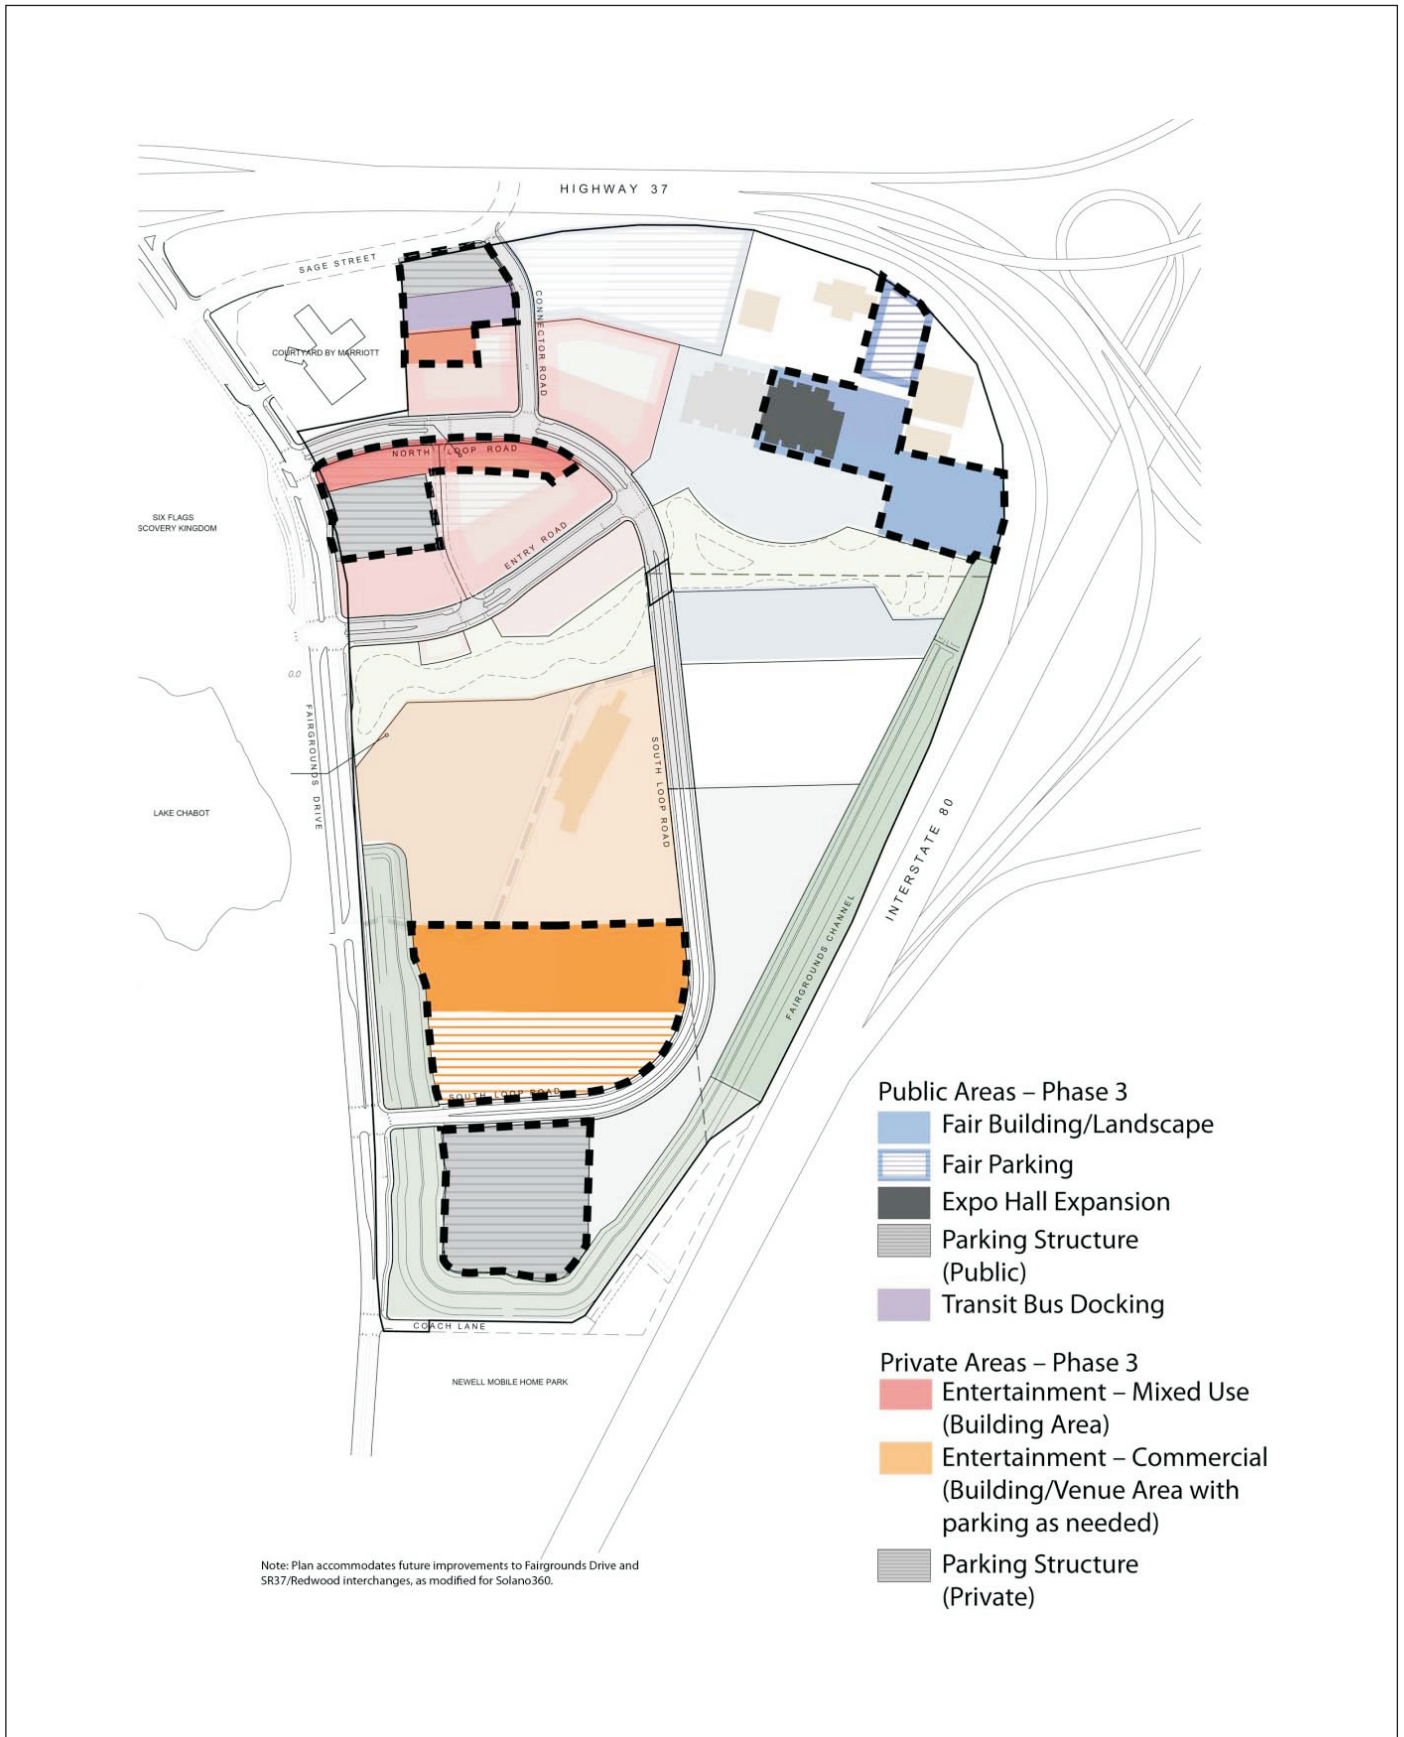 HIGHWAY 37
SAGE STREET
CONNECTOR ROAD
COURTYARD BY MARRIOTT
NORTH LOOP ROAD
SIX FLAGS
SCOVERY KINGDOM
ENTRY ROAD
0.0
FAIRGROUNDS DRIVE
SOUTH LOOP ROAD
LAKE CHABOT
INTERSTATE 80
FAIRGROUNDS CHANNEL
SOUTH LOOP ROAD
COACH LANE
NEWELL MOBILE HOME PARK
Public Areas – Phase 3
Fair Building/Landscape
Fair Parking
Expo Hall Expansion
Parking Structure
(Public)
Transit Bus Docking
Private Areas – Phase 3
Entertainment – Mixed Use
(Building Area)
Entertainment – Commercial
(Building/Venue Area with
parking as needed)
Parking Structure
(Private)
Note: Plan accommodates future improvements to Fairgrounds Drive and
SR37/Redwood interchanges, as modified for Solano360.